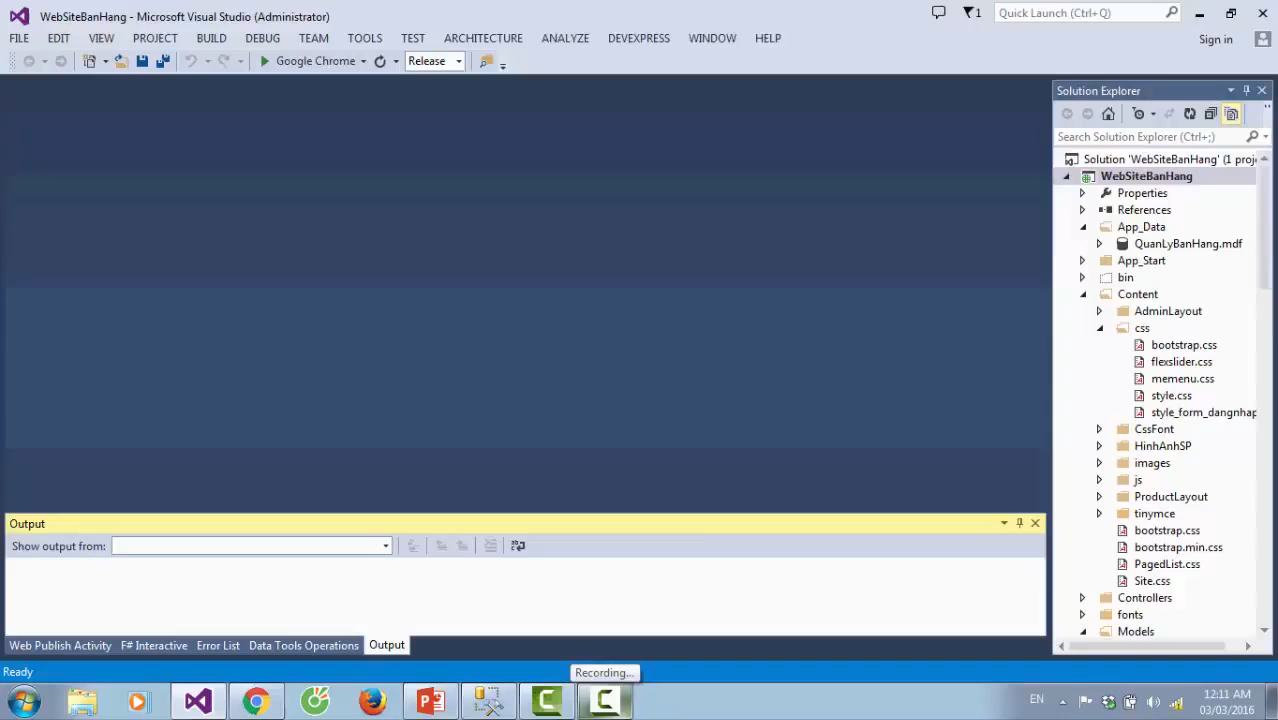 WebSiteBanHang - Microsoft Visual Studio (Administrator)
1
Quick Launch (Ctrl+Q)
FILE EDIT VIEW PROJECT BUILD DEBUG TEAM TOOLS TEST ARCHITECTURE ANALYZE DEVEXPRESS WINDOW HELP
Sign in
Google Chrome
Release
Solution Explorer
Search Solution Explorer (Ctrl+;)
Solution 'WebSiteBanHang' (1 proje
WebSiteBanHang
Properties
References
App_Data
QuanLyBanHang.mdf
App_Start
bin
Content
AdminLayout
css
bootstrap.css
flexslider.css
memenu.css
style.css
style_form_dangnhap
CssFont
HinhAnhSP
images
js
ProductLayout
tinymce
bootstrap.css
bootstrap.min.css
PagedList.css
Site.css
Controllers
fonts
Models
Output
Show output from:
Web Publish Activity F# Interactive Error List Data Tools Operations Output
Ready
Recording...
EN
12:11 AM
03/03/2016